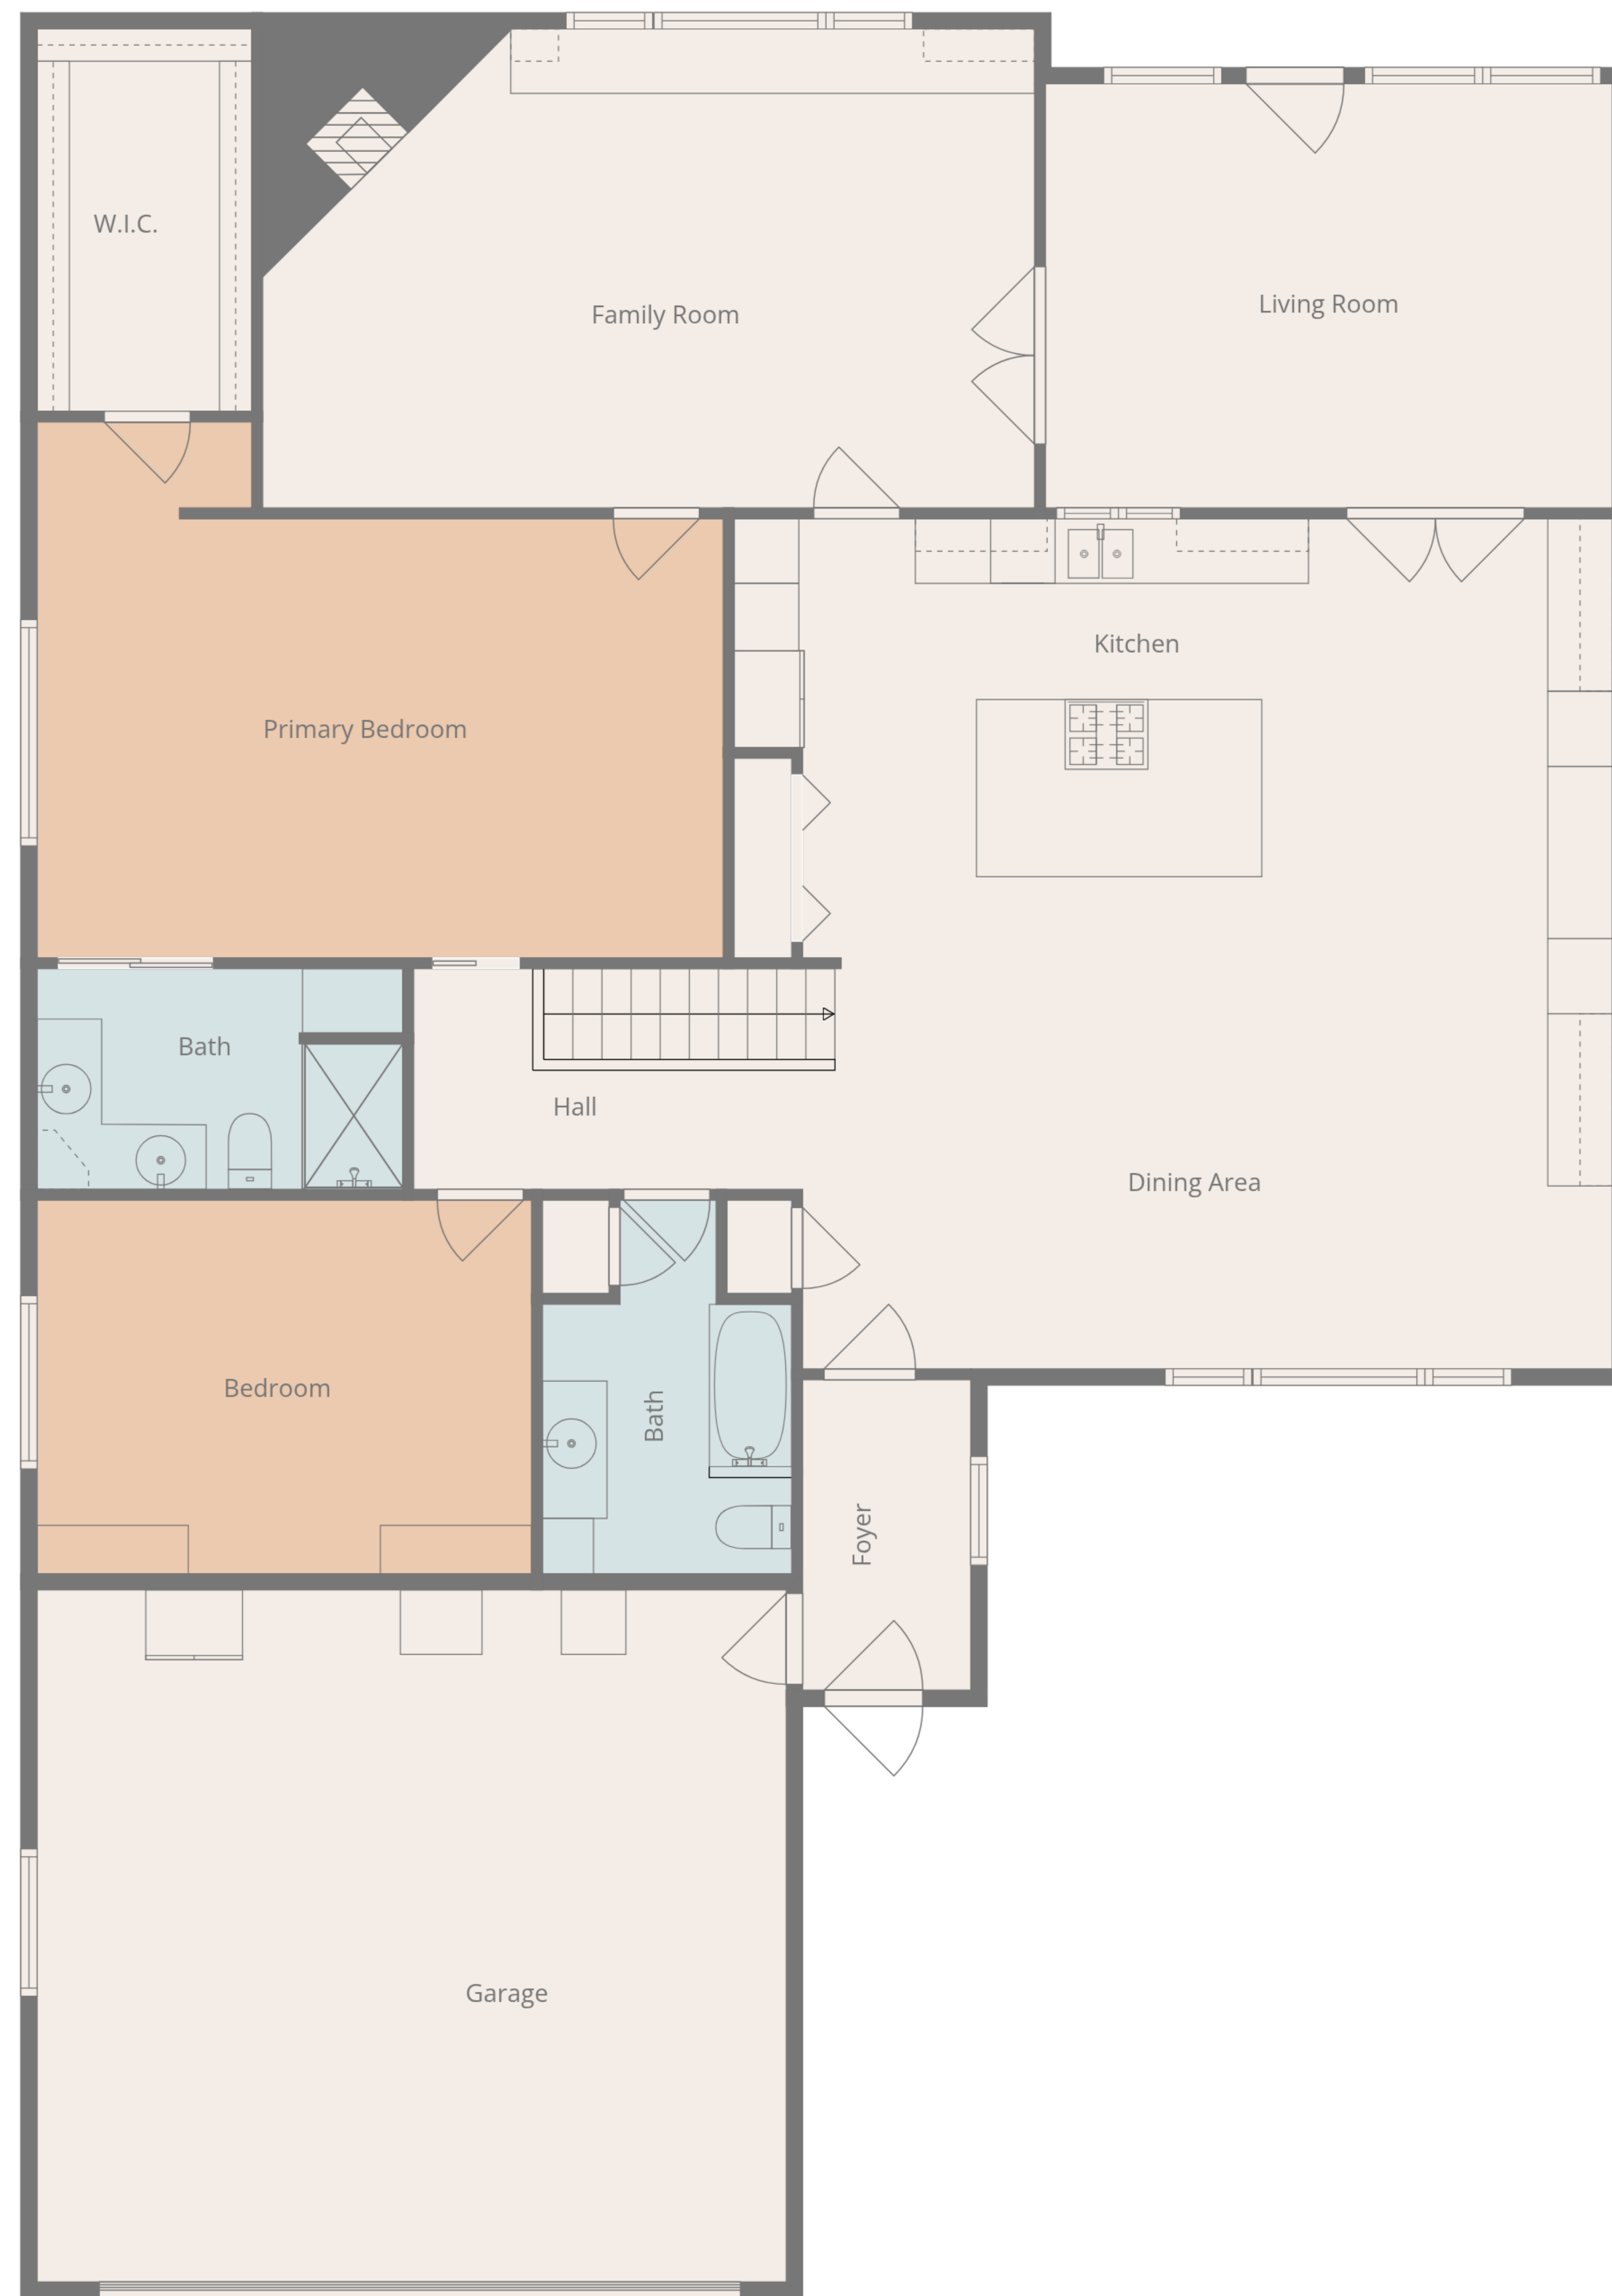 W.I.C.
Family Room
Living Room
Kitchen
Primary Bedroom
Bath
Hall
Dining Area
Bedroom
Bath
Foyer
Garage